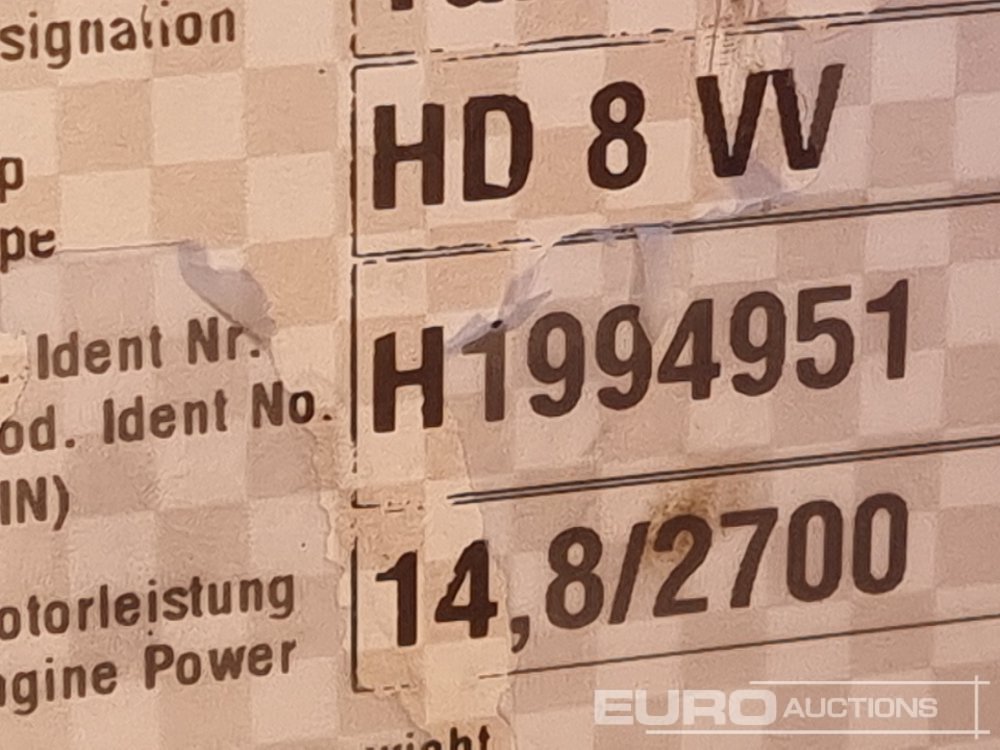 signation
p HD 8 VV
pe
. Ident Nr. H1994951
od. Ident No.
IN)
otorleistung 14,8/2700
ngine Power
EURO AUCTIONS